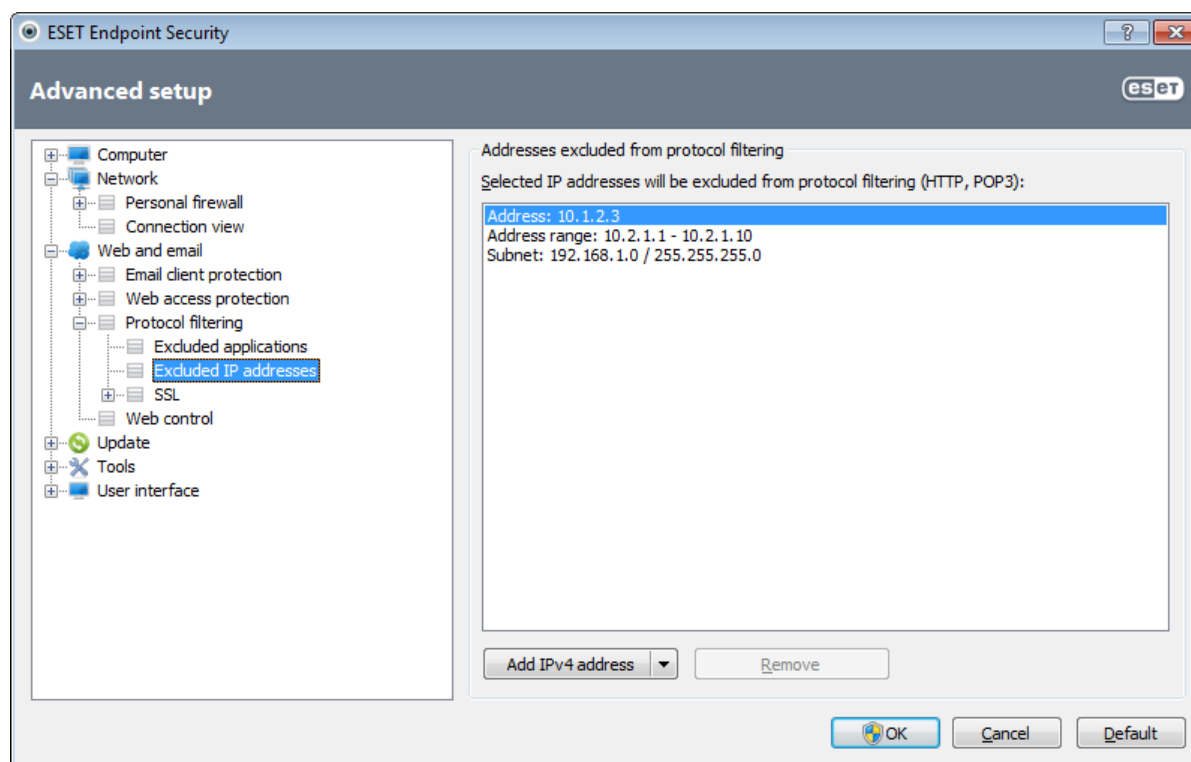 ESET Endpoint Security
?
Advanced setup
eset
Computer
Network
Personal firewall
Connection view
Web and email
Email client protection
Web access protection
Protocol filtering
Excluded applications
Excluded IP addresses
SSL
Web control
Update
Tools
User interface
Addresses excluded from protocol filtering
Selected IP addresses will be excluded from protocol filtering (HTTP, POP3):
Address: 10.1.2.3
Address range: 10.2.1.1 - 10.2.1.10
Subnet: 192.168.1.0 / 255.255.255.0
Add IPv4 address
Remove
OK
Cancel
Default